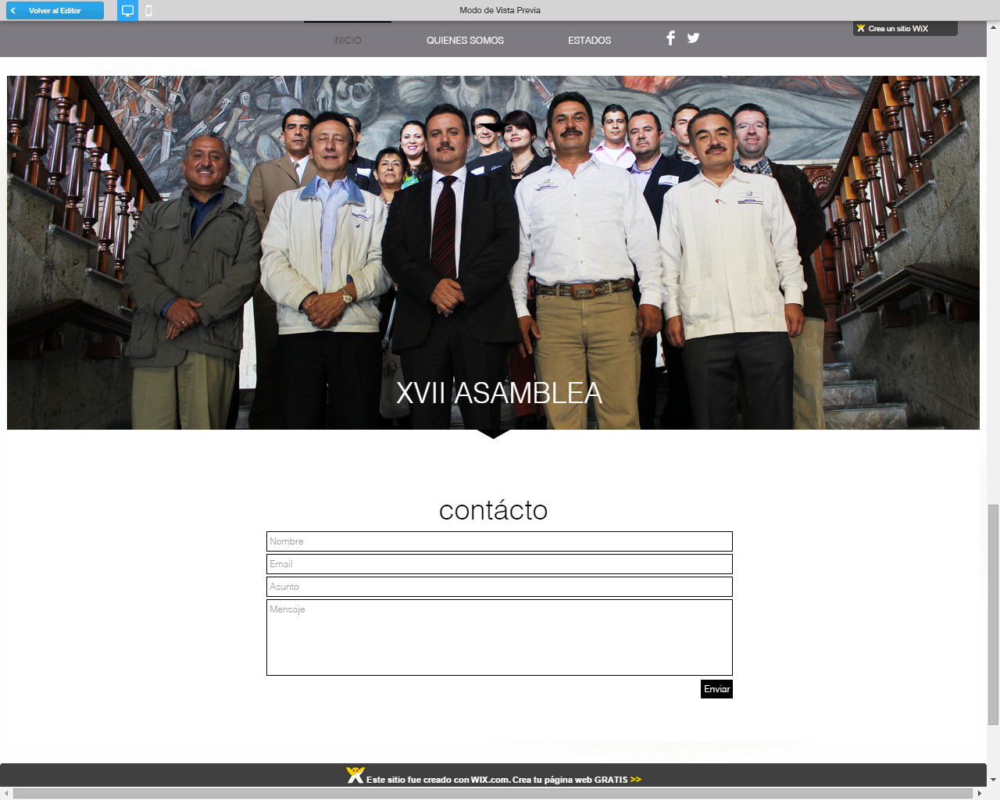 Volver al Editor
Modo de Vista Previa
INICIO
QUIENES SOMOS
ESTADOS
Crea un sitio WiX
XVII ASAMBLEA
contácto
Nombre
Email
Asunto
Mensaje
Enviar
Este sitio fue creado con WIX.com. Crea tu página web GRATIS >>